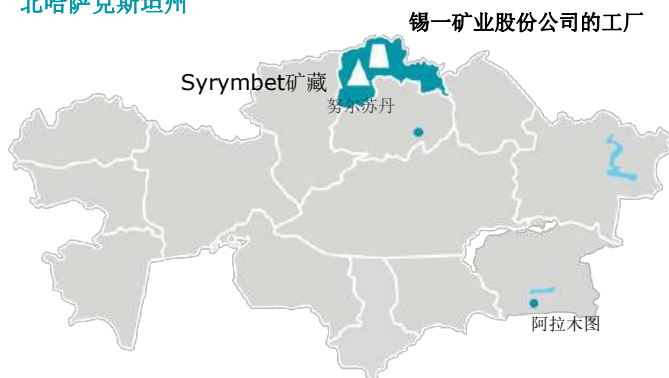 北哈萨克斯坦州
锡一矿业股份公司的工厂
Syrymbet矿藏
努尔苏丹
阿拉木图